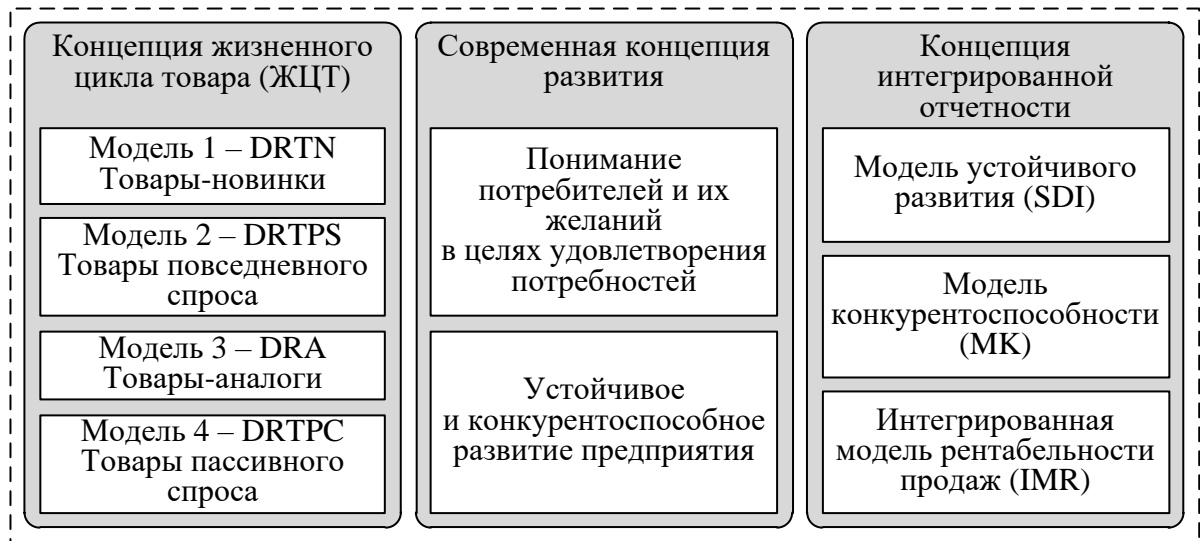 Концепция жизненного
цикла товара (ЖЦТ)
Модель 1 – DRTN
Товары-новинки
Модель 2 – DRTPS
Товары повседневного
спроса
Модель 3 – DRA
Товары-аналоги
Модель 4 – DRTPC
Товары пассивного
спроса
Современная концепция
развития
Понимание
потребителей и их
желаний
в целях удовлетворения
потребностей
Устойчивое
и конкурентоспособное
развитие предприятия
Концепция
интегрированной
отчетности
Модель устойчивого
развития (SDI)
Модель
конкурентоспособности
(МК)
Интегрированная
модель рентабельности
продаж (IMR)